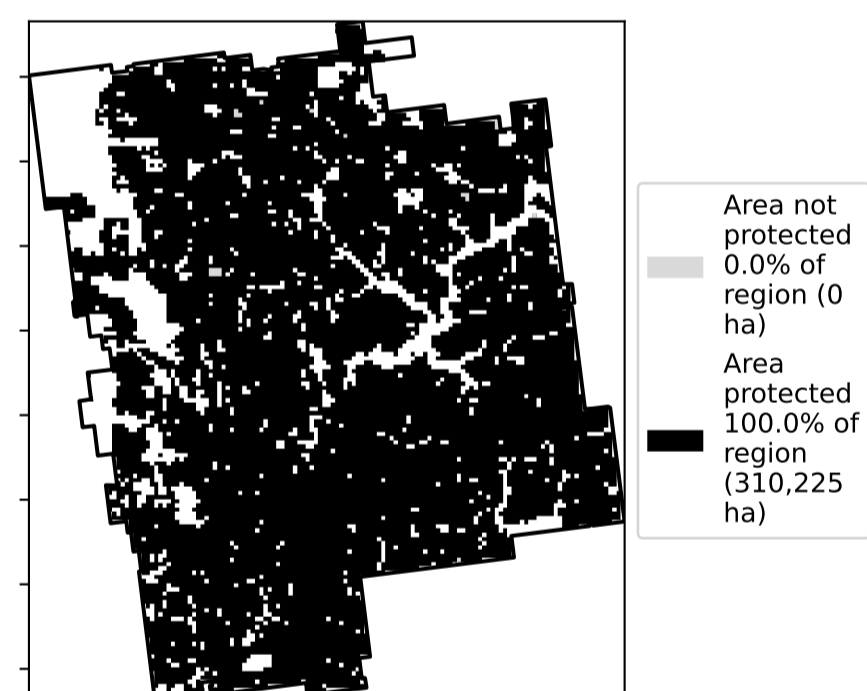 Area not
protected
0.0% of
region (0
ha)
Area
protected
100.0% of
region
(310,225
ha)